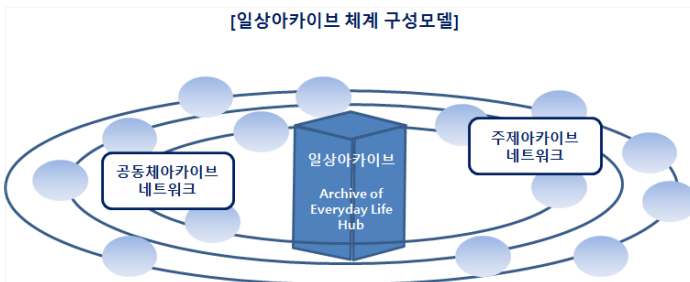 [일상아카이브 체계 구성모델]
주제아카이브
네트워크
일상아카이브
공동체아카이브
네트워크
Archive of
Everyday Life
Hub